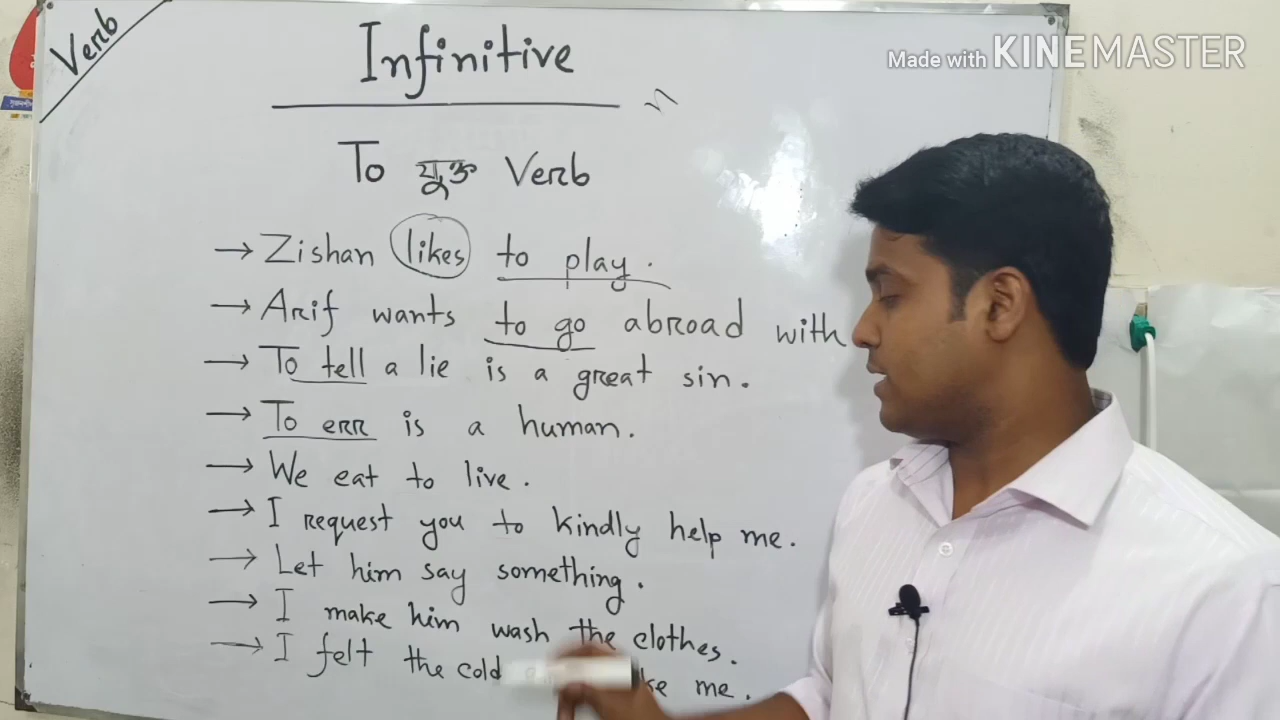 Verb
Made with KINEMASTER
Infinitive
To যুক্ত Verb
→ Zishan likes to play.
→ Arif wants to go abroad with
→ To tell a lie is a great sin.
→ To err is a human.
→ We eat to live.
→ I request you to kindly help me.
→ Let him say something.
→ I make him wash the clothes.
→ I felt the cold me.